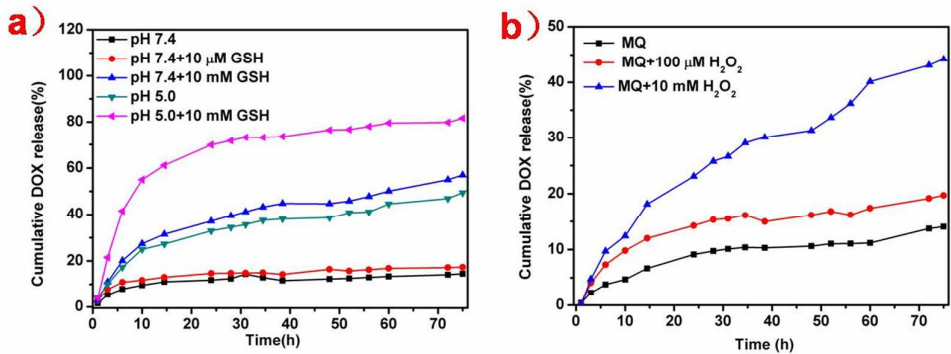 a)
120
100
80
60
40
20
0
Cumulative DOX release(%)
pH 7.4
pH 7.4+10 μM GSH
pH 7.4+10 mM GSH
pH 5.0
pH 5.0+10 mM GSH
0 10 20 30 40 50 60 70
Time(h)
b)
50
40
30
20
10
0
Cumulative DOX release(%)
MQ
MQ+100 μM H₂O₂
MQ+10 mM H₂O₂
0 10 20 30 40 50 60 70
Time (h)